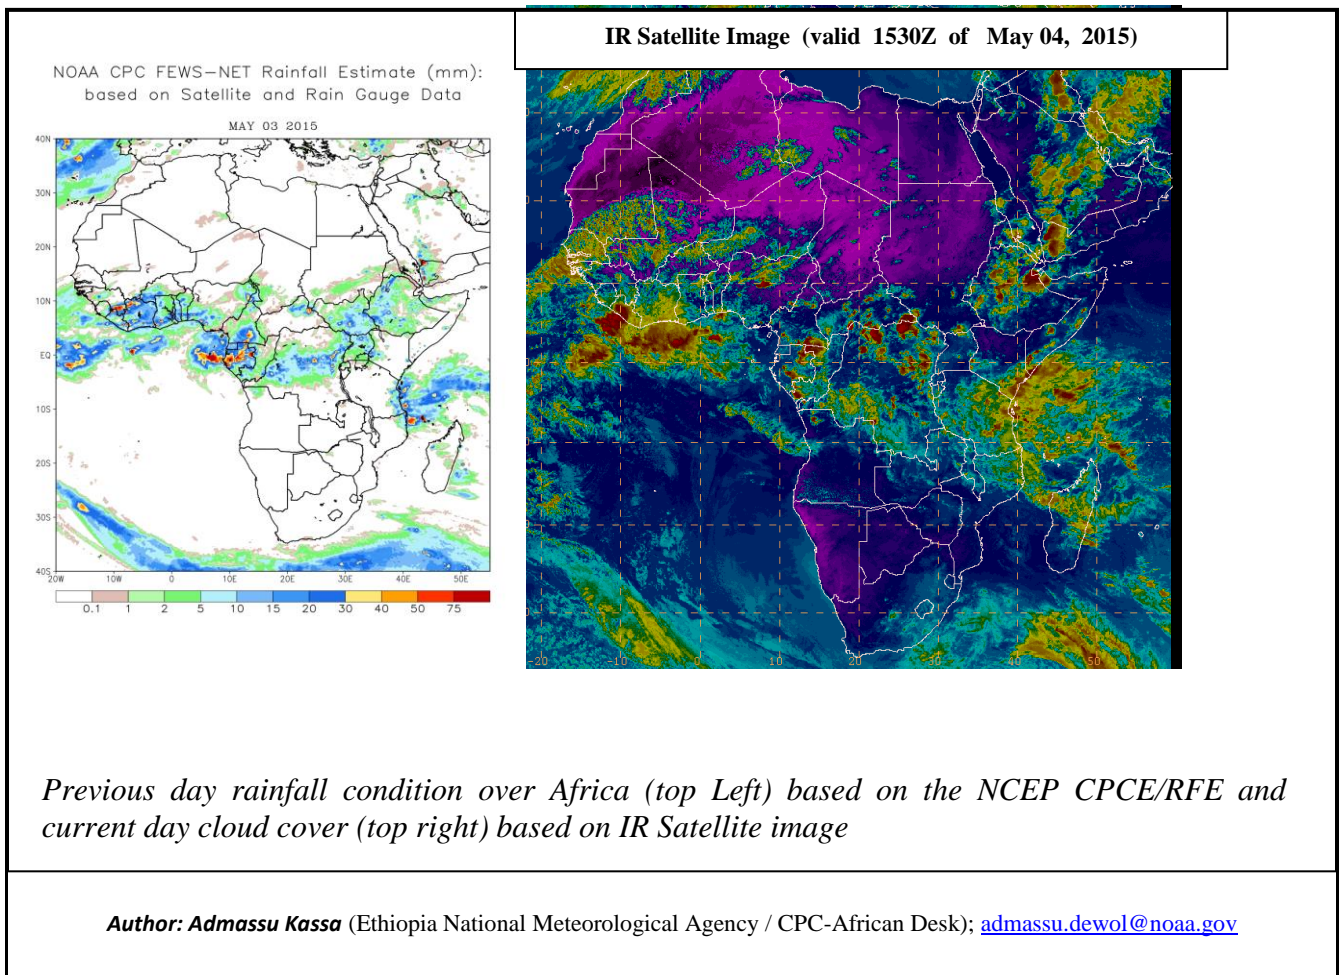 IR Satellite Image (valid 1530Z of May 04, 2015)
NOAA CPC FEWS-NET Rainfall Estimate (mm):
based on Satellite and Rain Gauge Data
MAY 03 2015
40N
30N
20N
10N
EQ
10S
20S
30S
40S
20W 10W 0 10E 20E 30E 40E 50E
0.1 1 2 5 10 15 20 30 40 50 75
-20 -10 0 10 20 30 40 50
Previous day rainfall condition over Africa (top Left) based on the NCEP CPCE/RFE and
current day cloud cover (top right) based on IR Satellite image
Author: Admassu Kassa (Ethiopia National Meteorological Agency / CPC-African Desk); admassu.dewol@noaa.gov